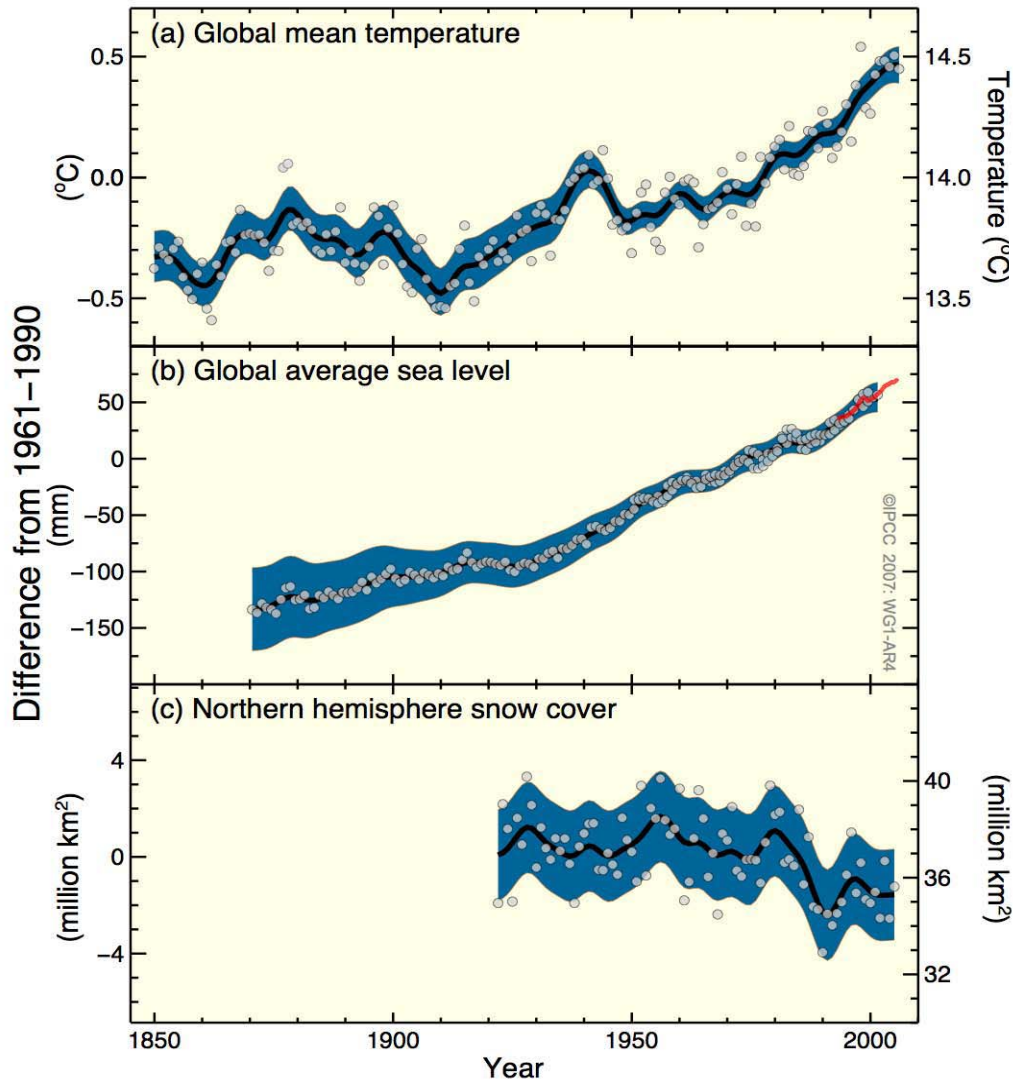 (a) Global mean temperature
0.5
0.0
−0.5
(ºC)
14.5
14.0
13.5
Temperature (ºC)
Difference from 1961−1990
(b) Global average sea level
50
0
−50
−100
−150
(mm)
©IPCC 2007: WG1-AR4
(c) Northern hemisphere snow cover
4
0
−4
(million km²)
40
36
32
(million km²)
1850
1900
1950
2000
Year